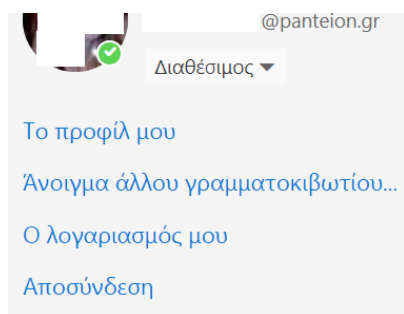 @panteion.gr
Διαθέσιμος
Το προφίλ μου
Άνοιγμα άλλου γραμματοκιβωτίου...
Ο λογαριασμός μου
Αποσύνδεση